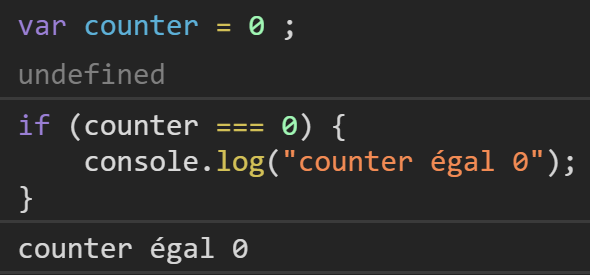 var counter = 0 ;
undefined
if (counter === 0) {
    console.log("counter égal 0");
}
counter égal 0